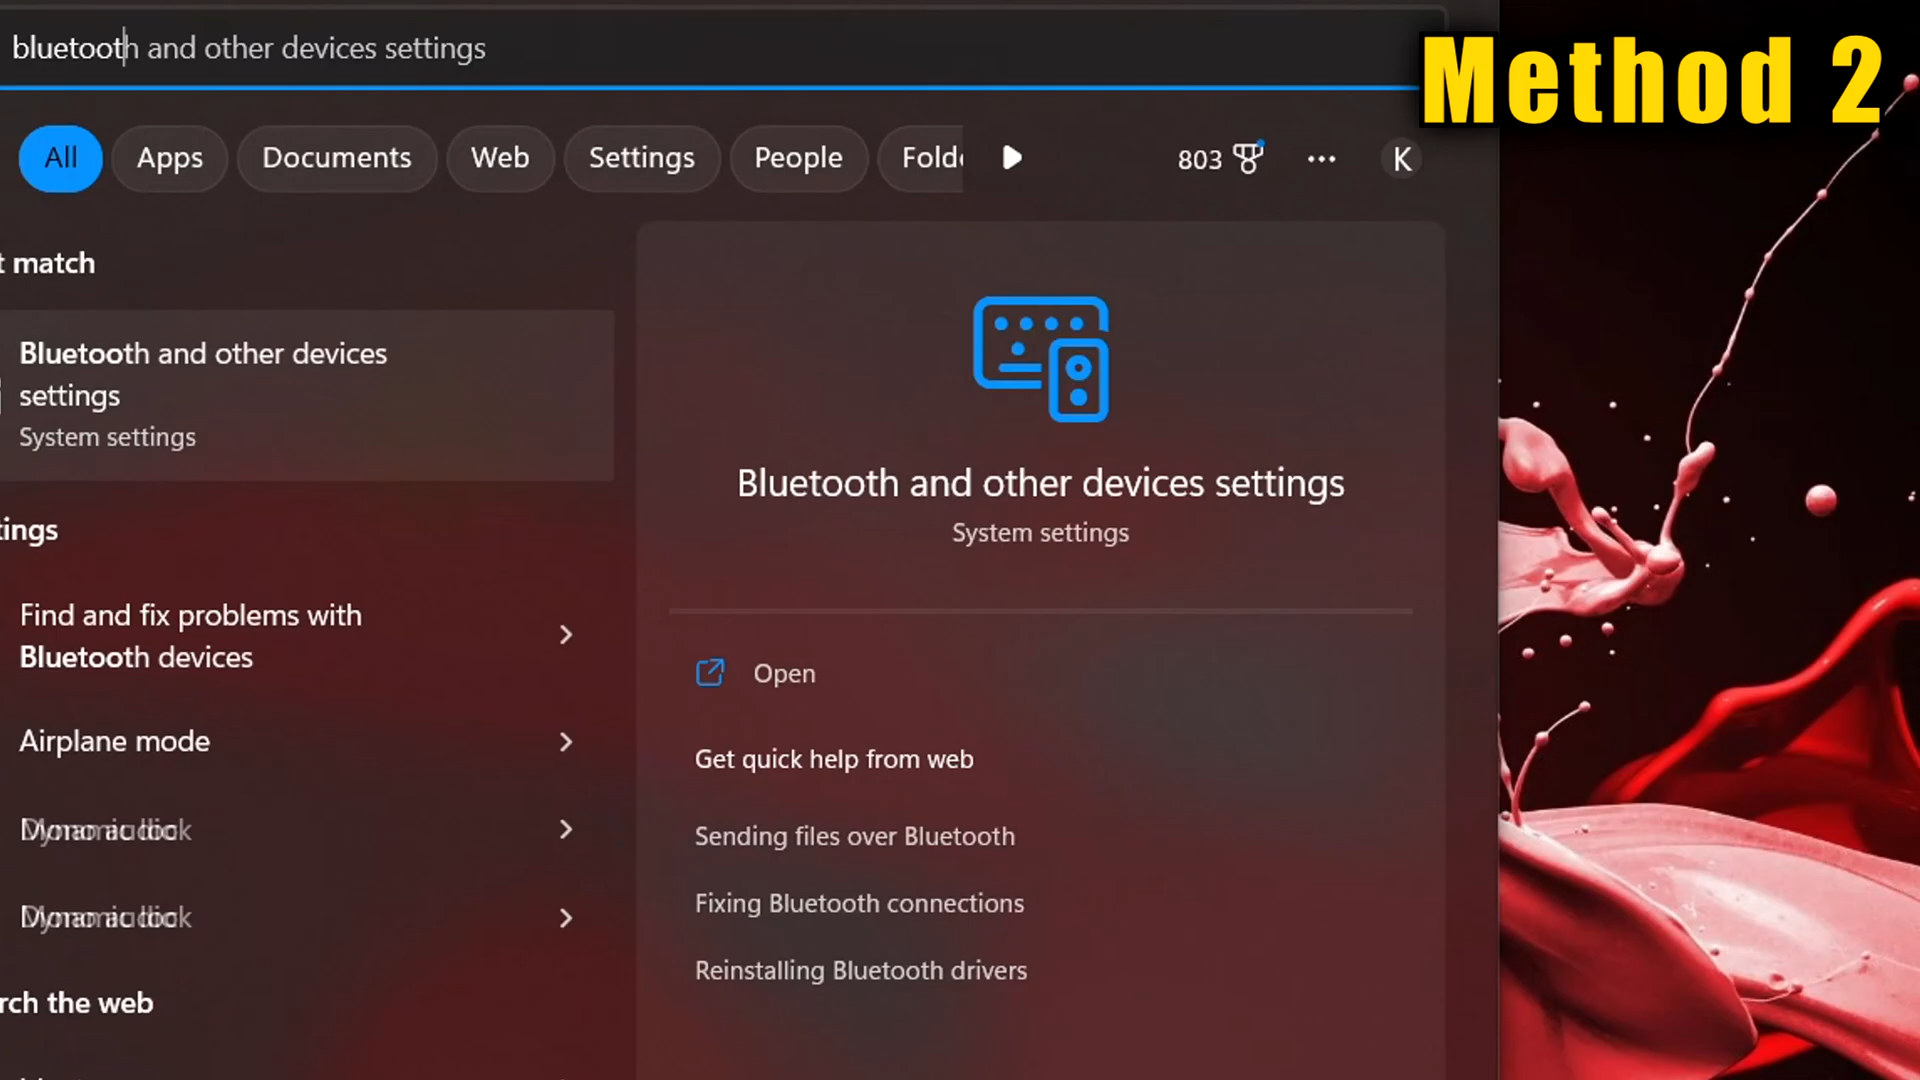 bluetooth and other devices settings
Method 2
All Apps Documents Web Settings People Folde 803 K
t match
Bluetooth and other devices
settings
System settings
Bluetooth and other devices settings
System settings
tings
Find and fix problems with
Bluetooth devices
Open
Airplane mode
Get quick help from web
Sending files over Bluetooth
Fixing Bluetooth connections
Reinstalling Bluetooth drivers
rch the web